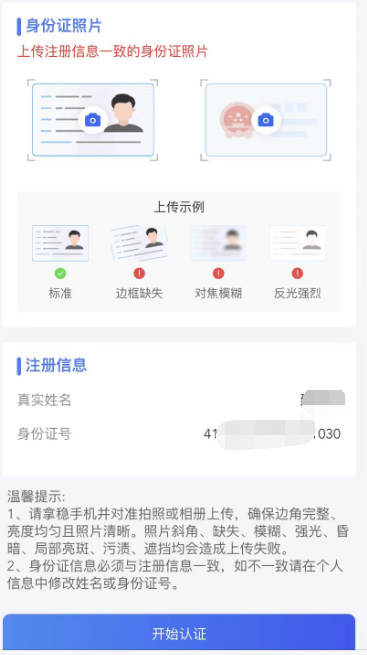 身份证照片
上传注册信息一致的身份证照片
上传示例
标准
边框缺失
对焦模糊
反光强烈
注册信息
真实姓名
身份证号 41 1030
温馨提示:
1、请拿稳手机并对准拍照或相册上传，确保边角完整、
亮度均匀且照片清晰。照片斜角、缺失、模糊、强光、昏
暗、局部亮斑、污渍、遮挡均会造成上传失败。
2、身份证信息必须与注册信息一致，如不一致请在个人
信息中修改姓名或身份证号。
开始认证